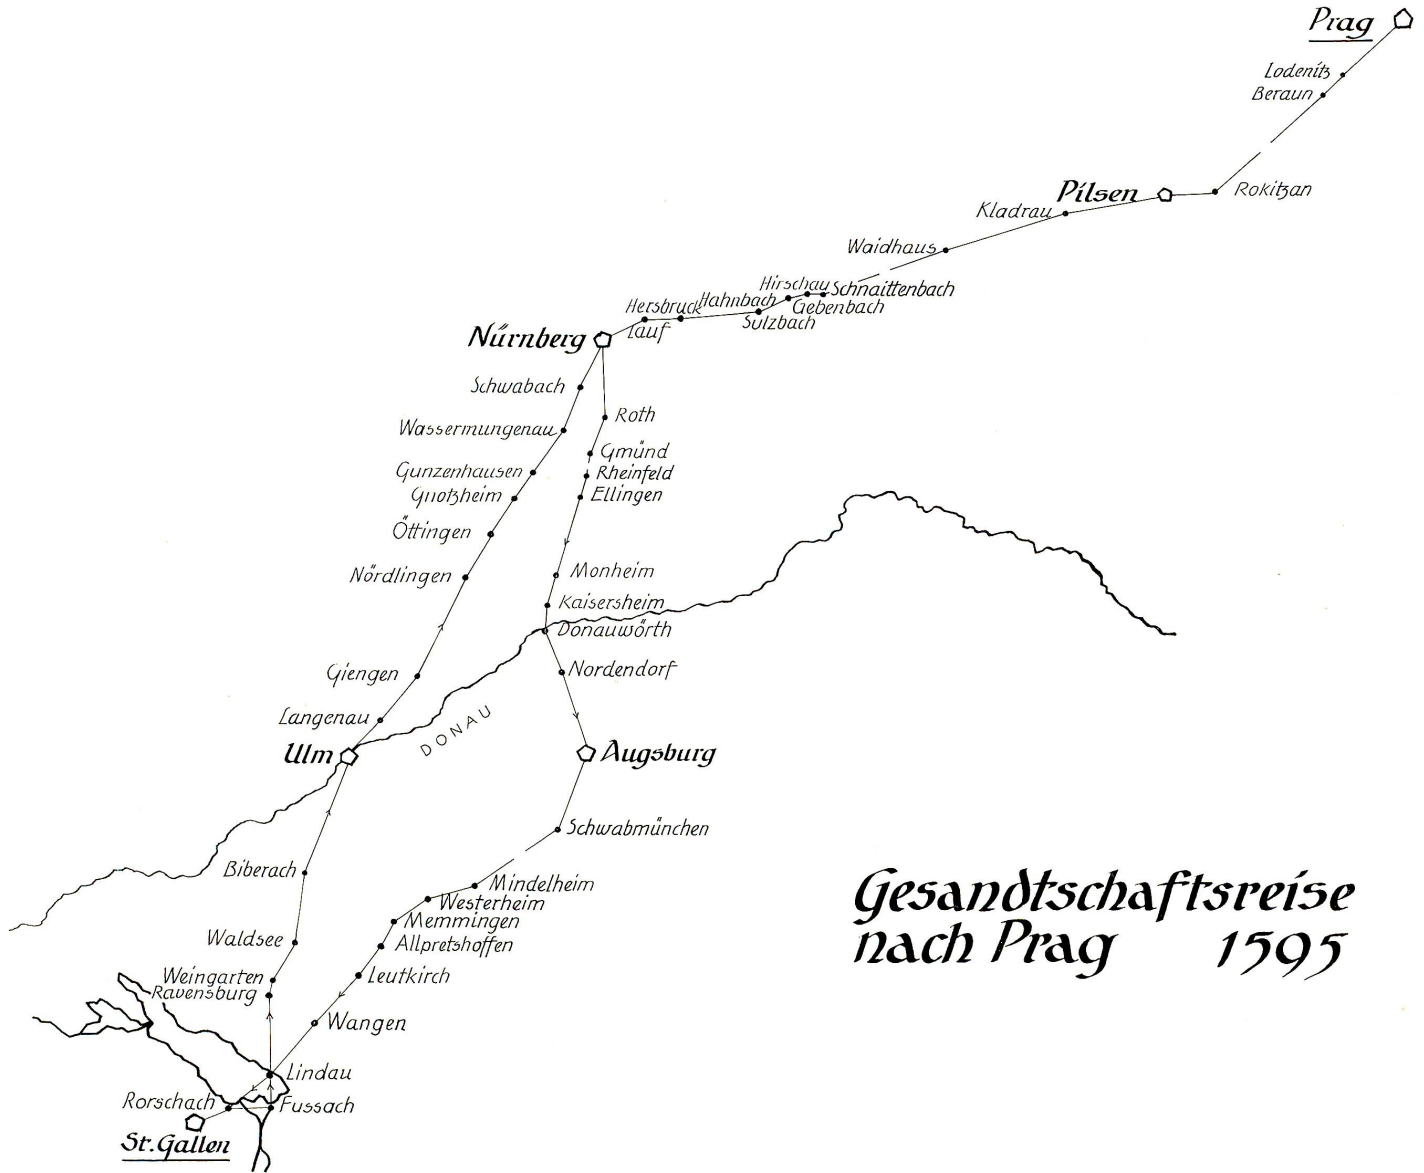 Prag
Lodenitz
Beraun
Pilsen
Rokitzan
Kladrau
Waidhaus
Hirschau
Schnaittenbach
Hersbruck
Hahnbach
Gebenbach
Sulzbach
Lauf
Nürnberg
Schwabach
Roth
Wassermungenau
Gmünd
Gunzenhausen
Rheinfeld
Gnotzheim
Ellingen
Öttingen
Nördlingen
Monheim
Kaisersheim
Donauwörth
Giengen
Nordendorf
Langenau
DONAU
Ulm
Augsburg
Schwabmünchen
Biberach
Mindelheim
Westerheim
Memmingen
Allpretshoffen
Waldsee
Weingarten
Leutkirch
Ravensburg
Wangen
Lindau
Rorschach
Fussach
St. Gallen
Gesandtschaftsreise
nach Prag 1595